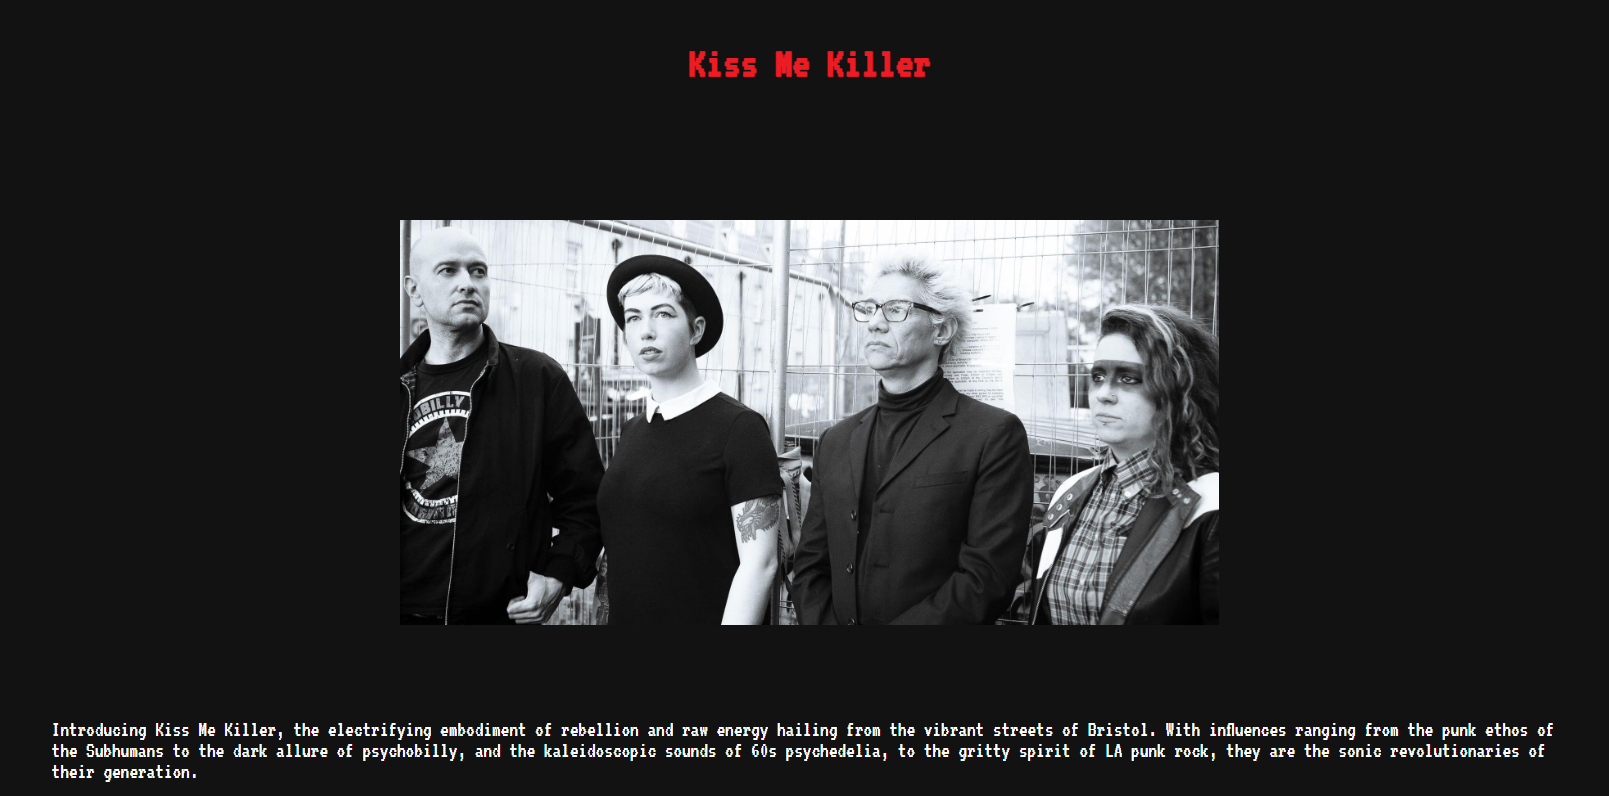 Kiss Me Killer
BILLY
Introducing Kiss Me Killer, the electrifying embodiment of rebellion and raw energy hailing from the vibrant streets of Bristol. With influences ranging from the punk ethos of
the Subhumans to the dark allure of psychobilly, and the kaleidoscopic sounds of 60s psychedelia, to the gritty spirit of LA punk rock, they are the sonic revolutionaries of
their generation.